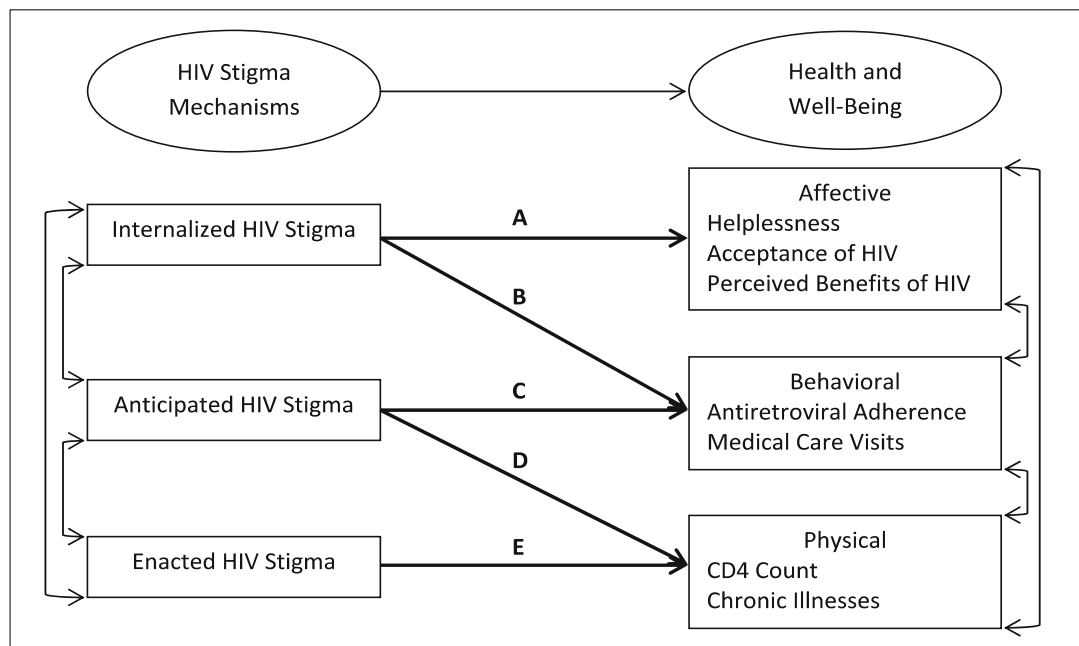 HIV Stigma
Mechanisms
Health and
Well-Being
Internalized HIV Stigma
A
Affective
Helplessness
Acceptance of HIV
Perceived Benefits of HIV
B
Anticipated HIV Stigma
C
Behavioral
Antiretroviral Adherence
Medical Care Visits
D
Enacted HIV Stigma
E
Physical
CD4 Count
Chronic Illnesses